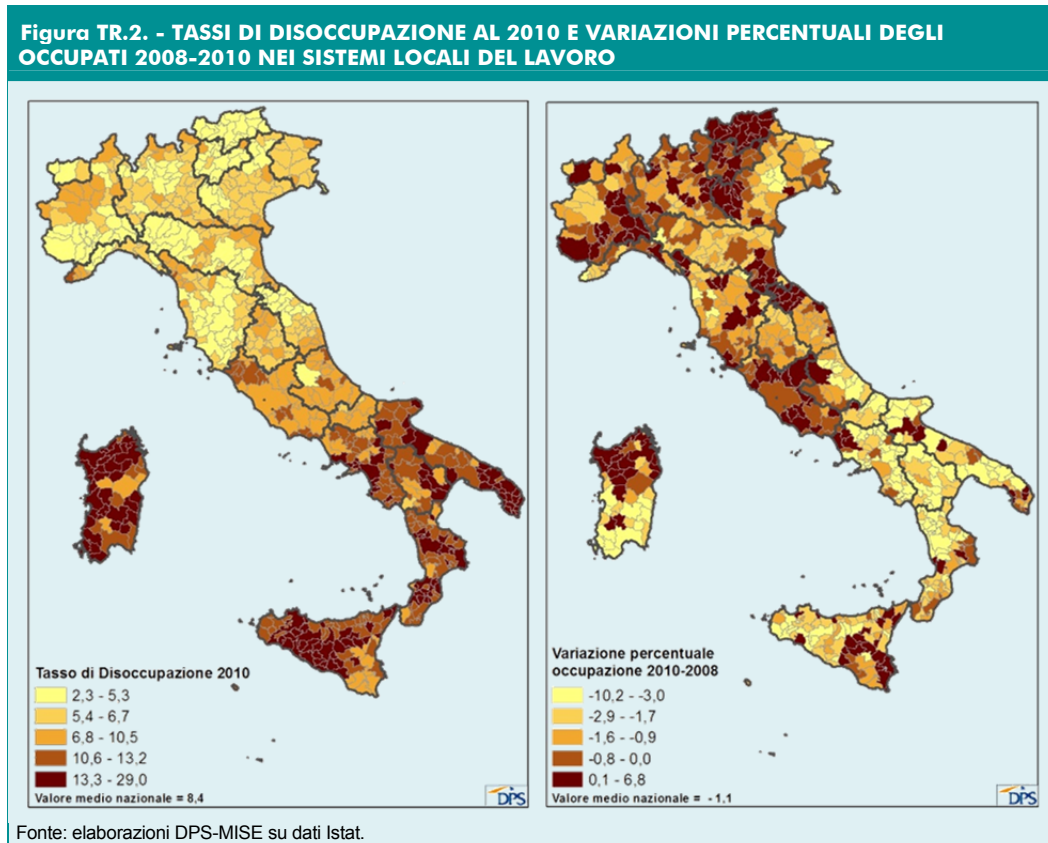 Figura TR.2. - TASSI DI DISOCCUPAZIONE AL 2010 E VARIAZIONI PERCENTUALI DEGLI
OCCUPATI 2008-2010 NEI SISTEMI LOCALI DEL LAVORO
Tasso di Disoccupazione 2010
2,3 - 5,3
5,4 - 6,7
6,8 - 10,5
10,6 - 13,2
13,3 - 29,0
Valore medio nazionale = 8,4
DPS
Variazione percentuale
occupazione 2010-2008
-10,2 - -3,0
-2,9 - -1,7
-1,6 - -0,9
-0,8 - 0,0
0,1 - 6,8
Valore medio nazionale = -1,1
DPS
Fonte: elaborazioni DPS-MISE su dati Istat.